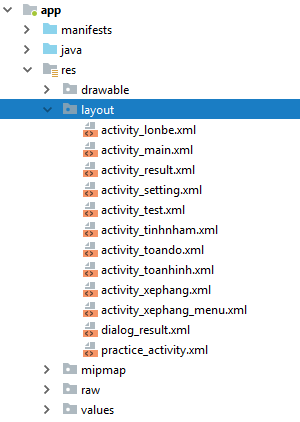 app
manifests
java
res
drawable
layout
activity_lonbe.xml
activity_main.xml
activity_result.xml
activity_setting.xml
activity_test.xml
activity_tinhnham.xml
activity_toando.xml
activity_toanhinh.xml
activity_xephang.xml
activity_xephang_menu.xml
dialog_result.xml
practice_activity.xml
mipmap
raw
values